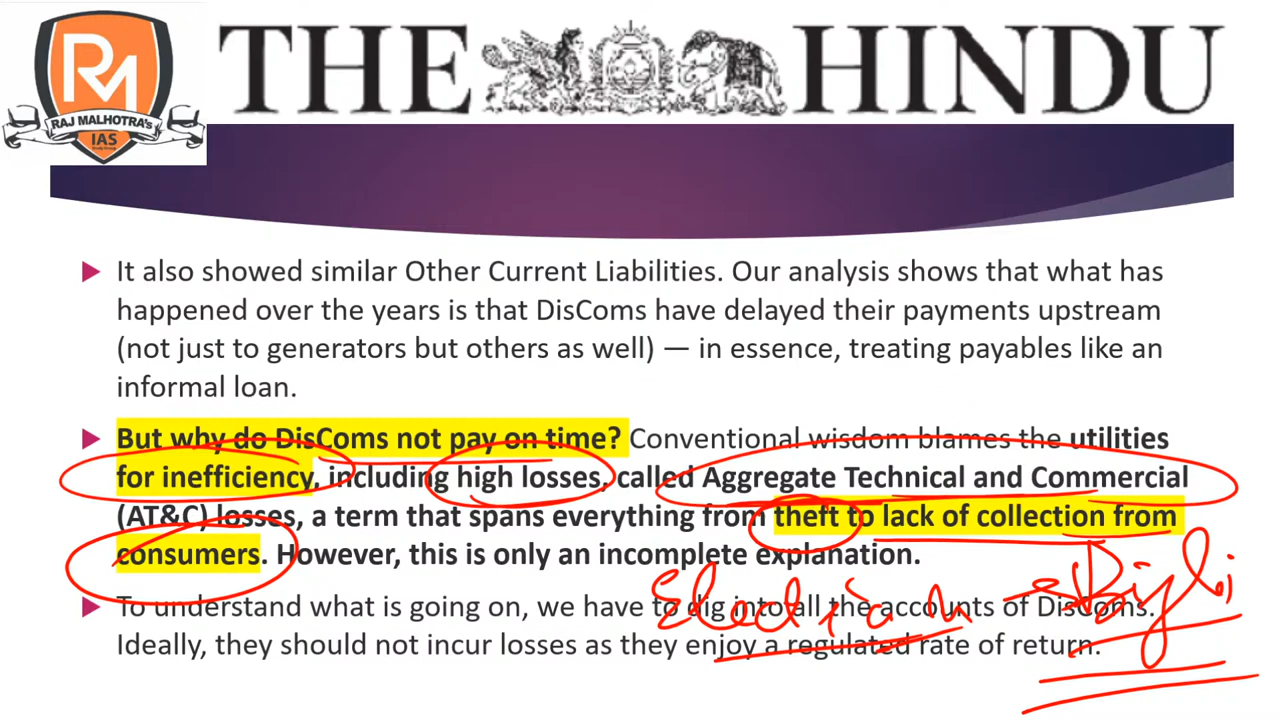 RM
RAJ MALHOTRA'S
IAS
THE HINDU
It also showed similar Other Current Liabilities. Our analysis shows that what has
happened over the years is that DisComs have delayed their payments upstream
(not just to generators but others as well) — in essence, treating payables like an
informal loan.
But why do DisComs not pay on time? Conventional wisdom blames the utilities
for inefficiency, including high losses, called Aggregate Technical and Commercial
(AT&C) losses, a term that spans everything from theft to lack of collection from
consumers. However, this is only an incomplete explanation.
To understand what is going on, we have to dig into all the accounts of DisComs.
Ideally, they should not incur losses as they enjoy a regulated rate of return.
Bijli